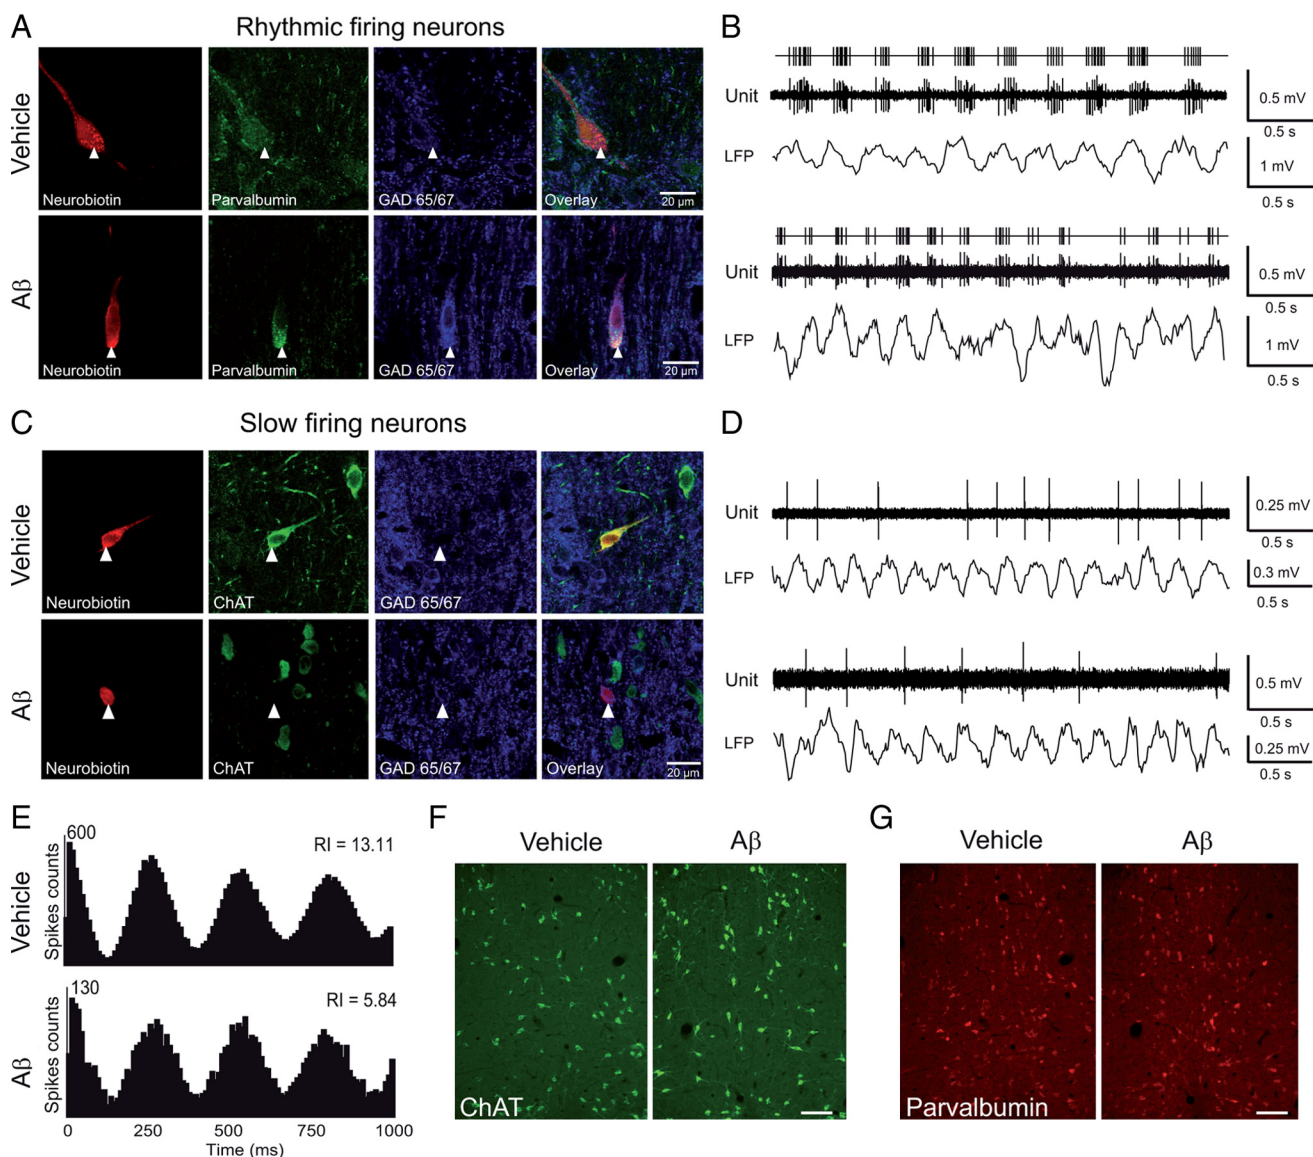 A
Rhythmic firing neurons
Vehicle
Neurobiotin
Parvalbumin
GAD 65/67
Overlay
20 µm
Aβ
Neurobiotin
Parvalbumin
GAD 65/67
Overlay
20 µm
B
Unit
0.5 mV
0.5 s
LFP
1 mV
0.5 s
Unit
0.5 mV
0.5 s
LFP
1 mV
0.5 s
C
Slow firing neurons
Vehicle
Neurobiotin
ChAT
GAD 65/67
Aβ
Neurobiotin
ChAT
GAD 65/67
Overlay
20 µm
D
Unit
0.25 mV
0.5 s
LFP
0.3 mV
0.5 s
Unit
0.5 mV
0.5 s
LFP
0.25 mV
0.5 s
E
Vehicle
Spikes counts
600
RI = 13.11
Aβ
Spikes counts
130
RI = 5.84
0 250 500 750 1000
Time (ms)
F
Vehicle
Aβ
ChAT
G
Vehicle
Aβ
Parvalbumin